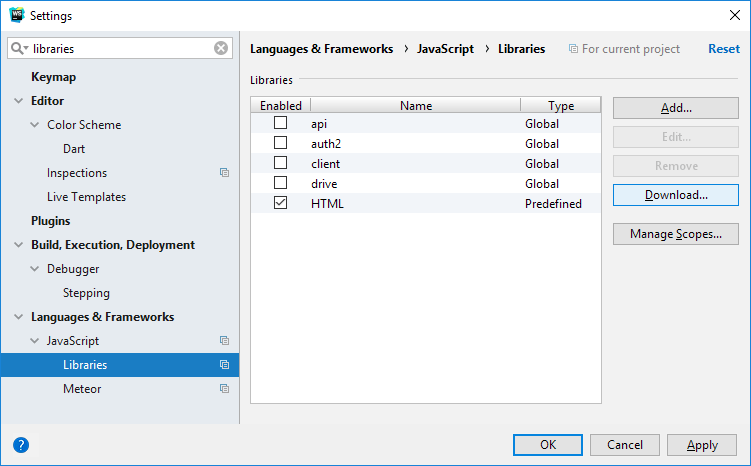 WS
Settings
libraries
Keymap
Editor
Color Scheme
Dart
Inspections
Live Templates
Plugins
Build, Execution, Deployment
Debugger
Stepping
Languages & Frameworks
JavaScript
Libraries
Meteor
?
Languages & Frameworks > JavaScript > Libraries For current project Reset
Libraries
Enabled Name Type
api Global
auth2 Global
client Global
drive Global
HTML Predefined
Add...
Edit...
Remove
Download...
Manage Scopes...
OK Cancel Apply